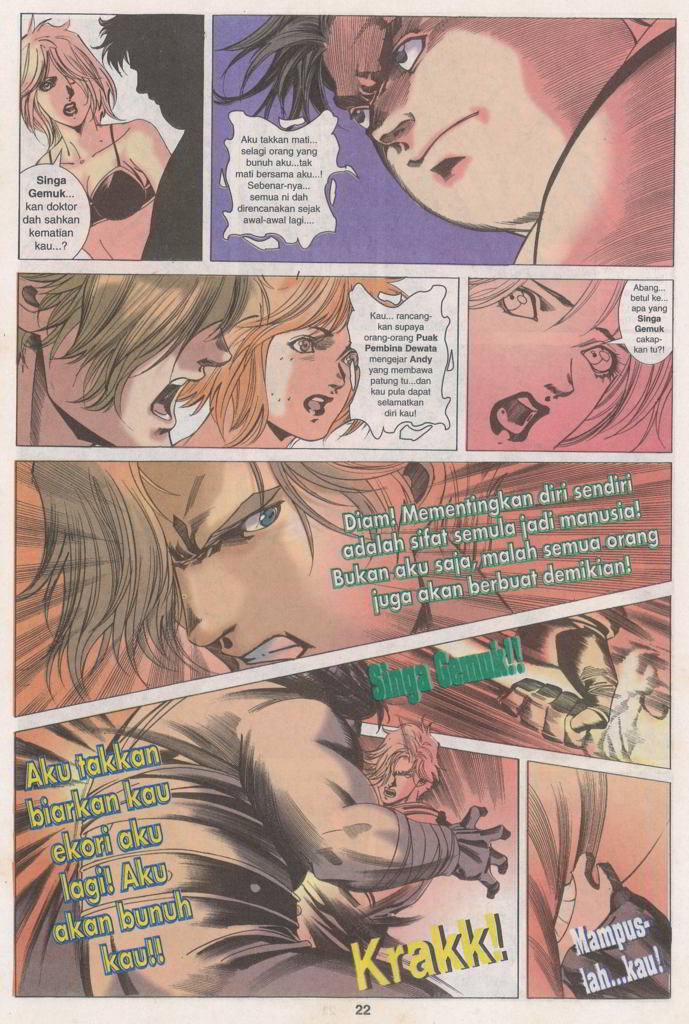 Singa
Gemuk...
kan doktor
dah sahkan
kematian
kau...?
Aku takkan mati...
selagi orang yang
bunuh aku...tak
mati bersama aku...!
Sebenar-nya...
semua ni dah
direncanakan sejak
awal-awal lagi....
Kau... rancang-
kan supaya
orang-orang Puak
Pembina Dewata
mengejar Andy
yang membawa
patung tu...dan
kau pula dapat
selamatkan
diri kau!
Abang...
betul ke...
apa yang
Singa
Gemuk
cakap-
kan tu?!
Diam! Mementingkan diri sendiri
adalah sifat semula jadi manusia!
Bukan aku saja, malah semua orang
juga akan berbuat demikian!
Singa Gemuk!!
Aku takkan
biarkan kau
ekori aku
lagi! Aku
akan bunuh
kau!!
Krakk!
Mampus-
lah...kau!
22